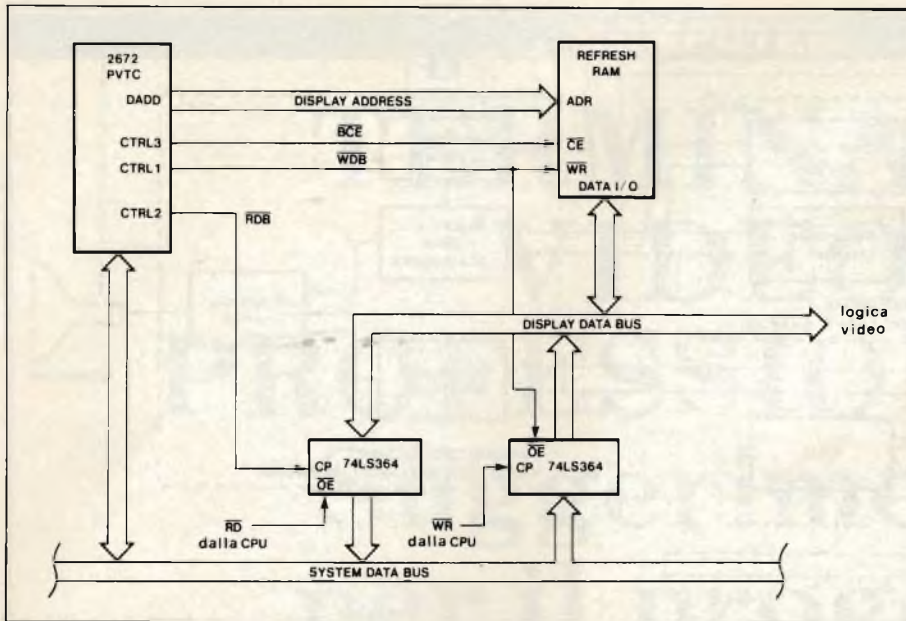 2672
PVTC
DADD
CTRL3
CTRL1
CTRL2
DISPLAY ADDRESS
BCE
WDB
RDB
REFRESH
RAM
ADR
CE
WR
DATA I/O
DISPLAY DATA BUS
logica
video
CP 74LS364
OE
OE
CP 74LS364
RD
dalla CPU
WR
dalla CPU
SYSTEM DATA BUS